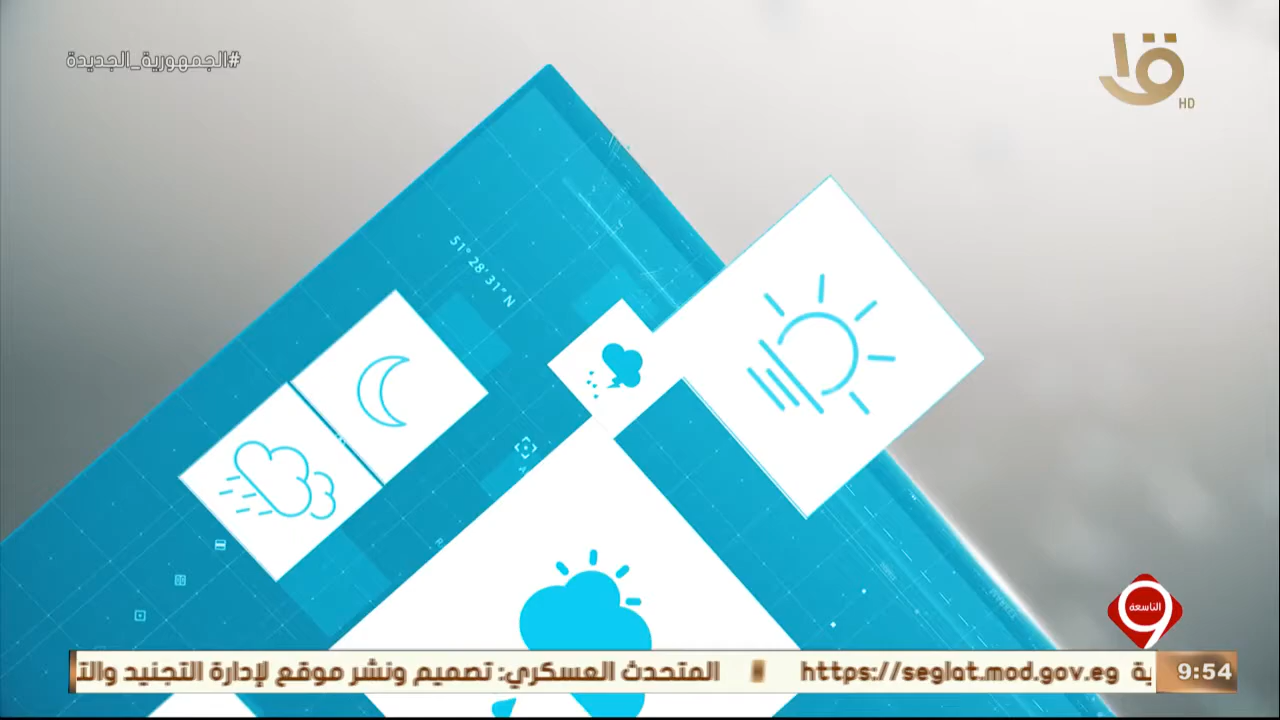 #الجمهورية_الجديدة
HD
51° 28' 31" N
التاسعة
9
9:54
ية https://seglat.mod.gov.eg المتحدث العسكري: تصميم ونشر موقع لإدارة التجنيد والت